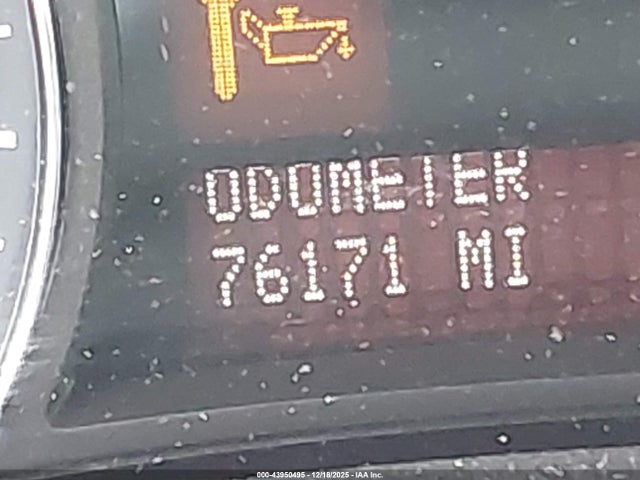 ODOMETER
76171 MI
000-43950495 - 12/18/2025 - IAA Inc.